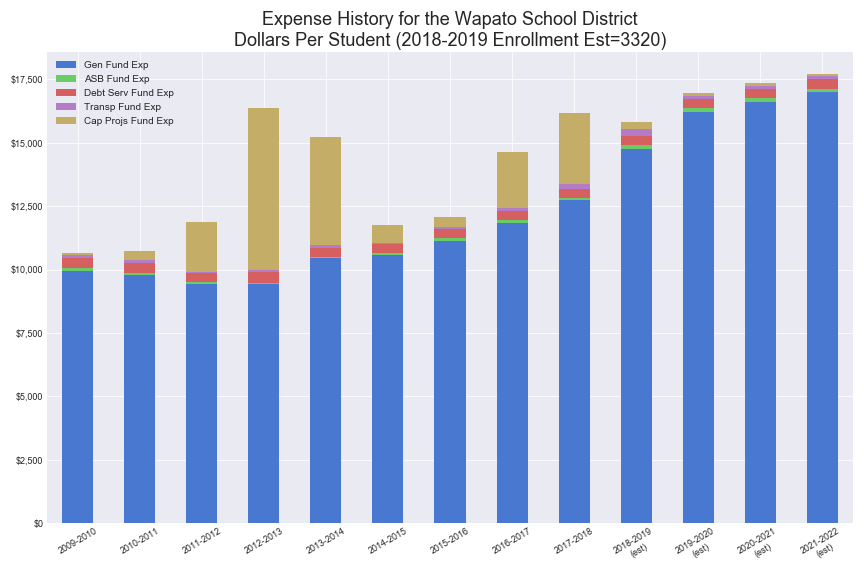 Expense History for the Wapato School District
Dollars Per Student (2018-2019 Enrollment Est=3320)
Gen Fund Exp
ASB Fund Exp
Debt Serv Fund Exp
Transp Fund Exp
Cap Projs Fund Exp
$17,500
$15,000
$12,500
$10,000
$7,500
$5,000
$2,500
$0
2009-2010
2010-2011
2011-2012
2012-2013
2013-2014
2014-2015
2015-2016
2016-2017
2017-2018
2018-2019
(est)
2019-2020
(est)
2020-2021
(est)
2021-2022
(est)